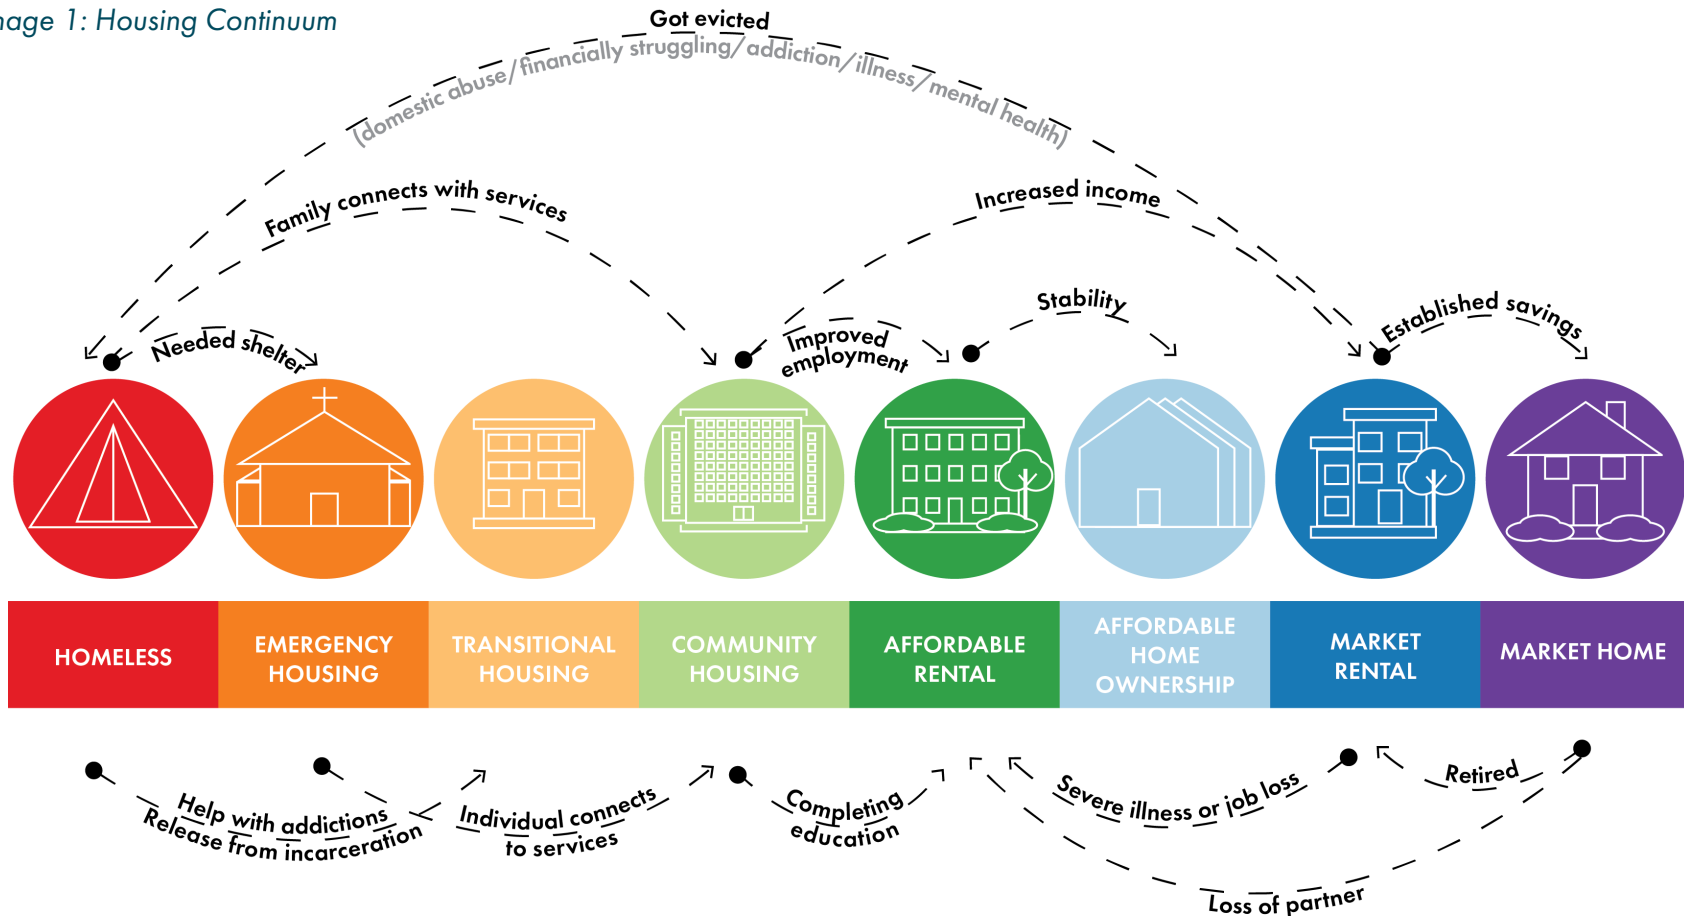 mage 1: Housing Continuum
Got evicted
(domestic abuse/financially struggling/addiction/illness/mental health)
Family connects with services
Increased income
Needed shelter
Improved
employment
Stability
Established savings
HOMELESS
EMERGENCY
HOUSING
TRANSITIONAL
HOUSING
COMMUNITY
HOUSING
AFFORDABLE
RENTAL
AFFORDABLE
HOME
OWNERSHIP
MARKET
RENTAL
MARKET HOME
Help with addictions
Release from incarceration
Individual connects
to services
Completing
education
Severe illness or job loss
Retired
Loss of partner